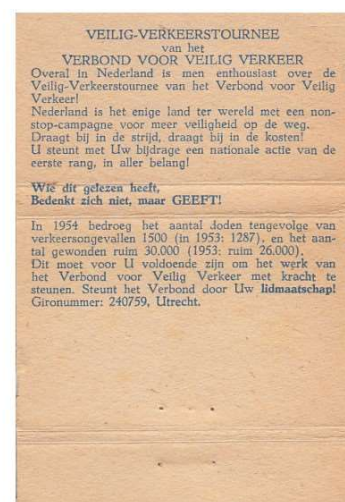 VEILIG-VERKEERSTOURNEE
van het
VERBOND VOOR VEILIG VERKEER
Overal in Nederland is men enthousiast over de
Veilig-Verkeerstournee van het Verbond voor Veilig
Verkeer!
Nederland is het enige land ter wereld met een non-
stop-campagne voor meer veiligheid op de weg.
Draagt bij in de strijd, draagt bij in de kosten!
U steunt met Uw bijdrage een nationale actie van de
eerste rang, in aller belang!
Wie dit gelezen heeft,
Bedenkt zich niet, maar GEEFT!
In 1954 bedroeg het aantal doden tengevolge van
verkeersongevallen 1500 (in 1953: 1287), en het aan-
tal gewonden ruim 30.000 (1953: ruim 26.000).
Dit moet voor U voldoende zijn om het werk van
het Verbond voor Veilig Verkeer met kracht te
steunen. Steunt het Verbond door Uw lidmaatschap!
Gironummer: 240759, Utrecht.